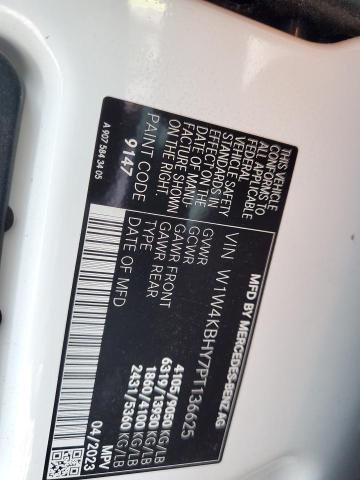 MFD BY MERCEDES-BENZ AG
VIN W1W4KBHY7PT136625
GVWR 4105/9050 KG/LB
GCWR 6319/13930 KG/LB
GAWR FRONT 1860/4100 KG/LB
GAWR REAR 2431/5360 KG/LB
TYPE MPV
DATE OF MFD 04/2023
THIS VEHICLE
CONFORMS TO
ALL APPLICABLE
FEDERAL MOTOR
VEHICLE SAFETY
STANDARDS IN
EFFECT ON THE
DATE OF MANU-
FACTURE SHOWN
ON THE RIGHT
PAINT CODE
9147
A 907 584 34 05